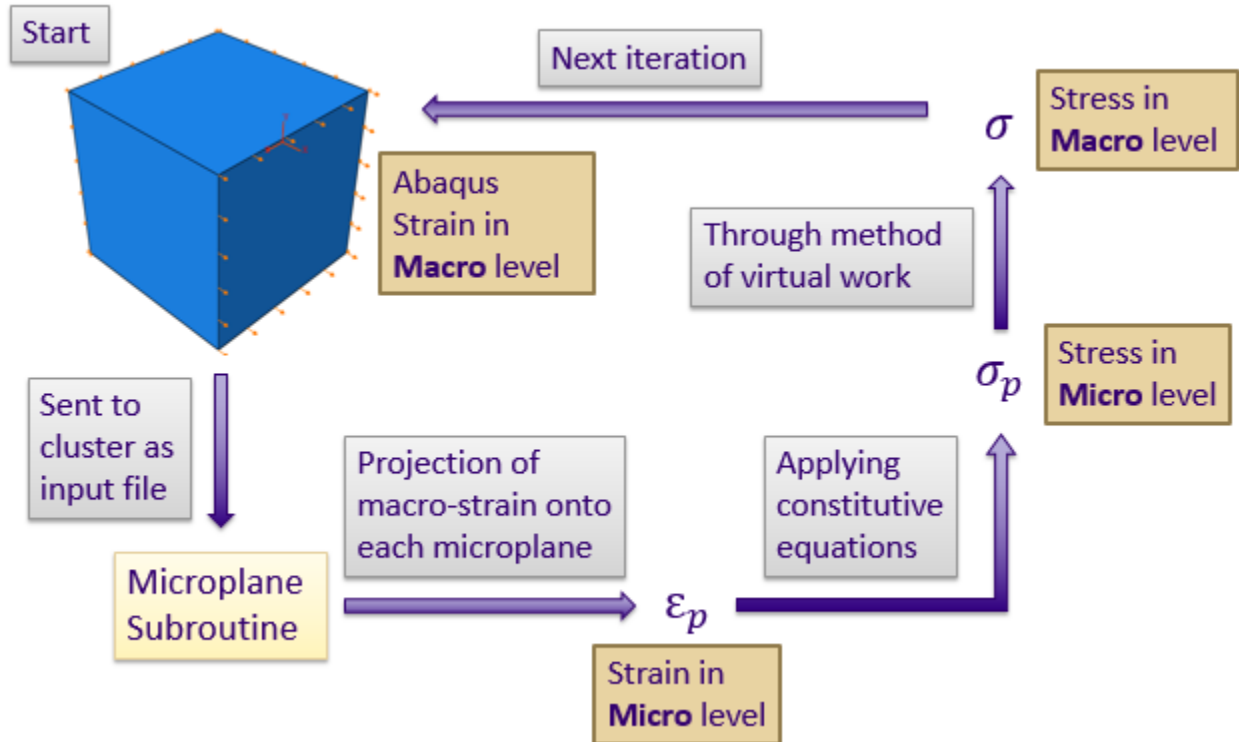 Start
Next iteration
Abaqus
Strain in
Macro level
Sent to
cluster as
input file
Microplane
Subroutine
Projection of
macro-strain onto
each microplane
εₚ
Strain in
Micro level
Applying
constitutive
equations
σₚ
Stress in
Micro level
Through method
of virtual work
σ
Stress in
Macro level